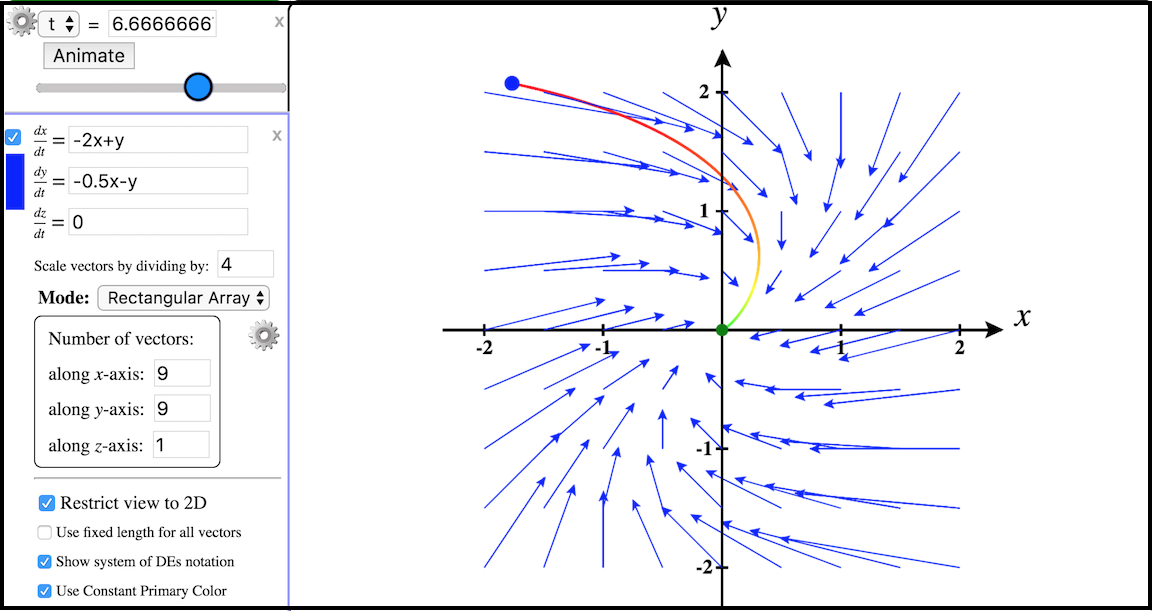 t = 6.6666666
x
Animate
dx/dt = -2x+y
x
dy/dt = -0.5x-y
dz/dt = 0
Scale vectors by dividing by: 4
Mode: Rectangular Array
Number of vectors:
along x-axis: 9
along y-axis: 9
along z-axis: 1
Restrict view to 2D
Use fixed length for all vectors
Show system of DEs notation
Use Constant Primary Color
y
2
1
x
-2 -1 1 2
-1
-2